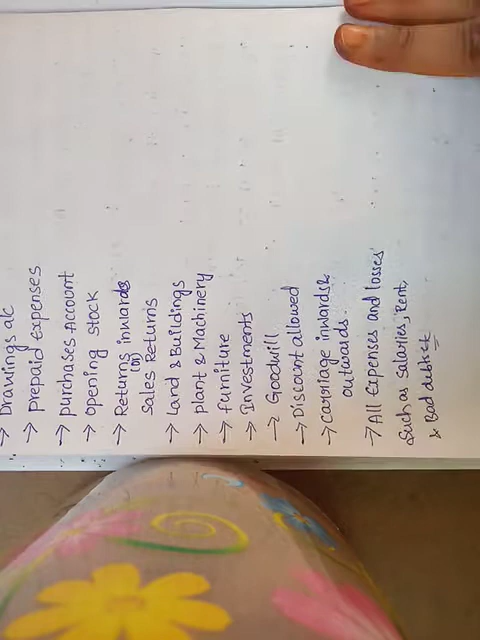 → Drawings a/c
→ prepaid expenses
→ purchases Account
→ opening stock
→ Returns inwards
(or)
sales Returns
→ Land & Buildings
→ plant & Machinery
→ furniture
→ Investments
→ Goodwill
→ Discount allowed
→ carriage inwards &
outwards.
→ All Expenses and losses
Such as salaries, Rent,
& Bad debts etc